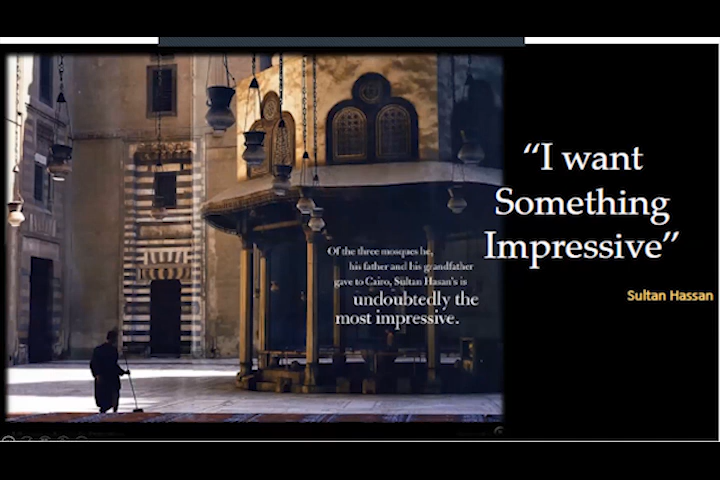 Of the three mosques he,
his father and his grandfather
gave to Cairo, Sultan Hasan's is
undoubtedly the
most impressive.
“I want
Something
Impressive”
Sultan Hassan